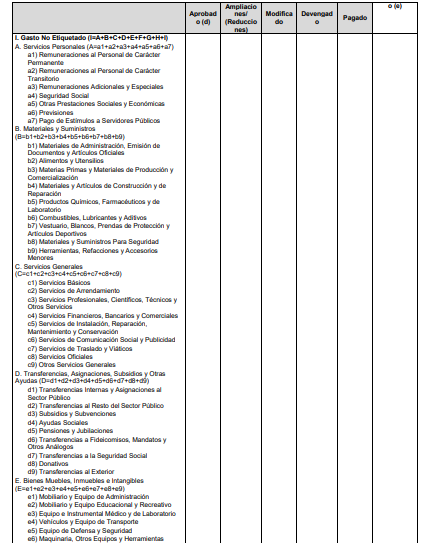 o (e)
Aprobad
o (d)
Ampliacio
nes/
(Reduccio
nes)
Modifica
do
Devengad
o
Pagado
I. Gasto No Etiquetado (I=A+B+C+D+E+F+G+H+I)
A. Servicios Personales (A=a1+a2+a3+a4+a5+a6+a7)
a1) Remuneraciones al Personal de Carácter
Permanente
a2) Remuneraciones al Personal de Carácter
Transitorio
a3) Remuneraciones Adicionales y Especiales
a4) Seguridad Social
a5) Otras Prestaciones Sociales y Económicas
a6) Previsiones
a7) Pago de Estímulos a Servidores Públicos
B. Materiales y Suministros
(B=b1+b2+b3+b4+b5+b6+b7+b8+b9)
b1) Materiales de Administración, Emisión de
Documentos y Artículos Oficiales
b2) Alimentos y Utensilios
b3) Materias Primas y Materiales de Producción y
Comercialización
b4) Materiales y Artículos de Construcción y de
Reparación
b5) Productos Químicos, Farmacéuticos y de
Laboratorio
b6) Combustibles, Lubricantes y Aditivos
b7) Vestuario, Blancos, Prendas de Protección y
Artículos Deportivos
b8) Materiales y Suministros Para Seguridad
b9) Herramientas, Refacciones y Accesorios
Menores
C. Servicios Generales
(C=c1+c2+c3+c4+c5+c6+c7+c8+c9)
c1) Servicios Básicos
c2) Servicios de Arrendamiento
c3) Servicios Profesionales, Científicos, Técnicos y
Otros Servicios
c4) Servicios Financieros, Bancarios y Comerciales
c5) Servicios de Instalación, Reparación,
Mantenimiento y Conservación
c6) Servicios de Comunicación Social y Publicidad
c7) Servicios de Traslado y Viáticos
c8) Servicios Oficiales
c9) Otros Servicios Generales
D. Transferencias, Asignaciones, Subsidios y Otras
Ayudas (D=d1+d2+d3+d4+d5+d6+d7+d8+d9)
d1) Transferencias Internas y Asignaciones al
Sector Público
d2) Transferencias al Resto del Sector Público
d3) Subsidios y Subvenciones
d4) Ayudas Sociales
d5) Pensiones y Jubilaciones
d6) Transferencias a Fideicomisos, Mandatos y
Otros Análogos
d7) Transferencias a la Seguridad Social
d8) Donativos
d9) Transferencias al Exterior
E. Bienes Muebles, Inmuebles e Intangibles
(E=e1+e2+e3+e4+e5+e6+e7+e8+e9)
e1) Mobiliario y Equipo de Administración
e2) Mobiliario y Equipo Educacional y Recreativo
e3) Equipo e Instrumental Médico y de Laboratorio
e4) Vehículos y Equipo de Transporte
e5) Equipo de Defensa y Seguridad
e6) Maquinaria, Otros Equipos y Herramientas